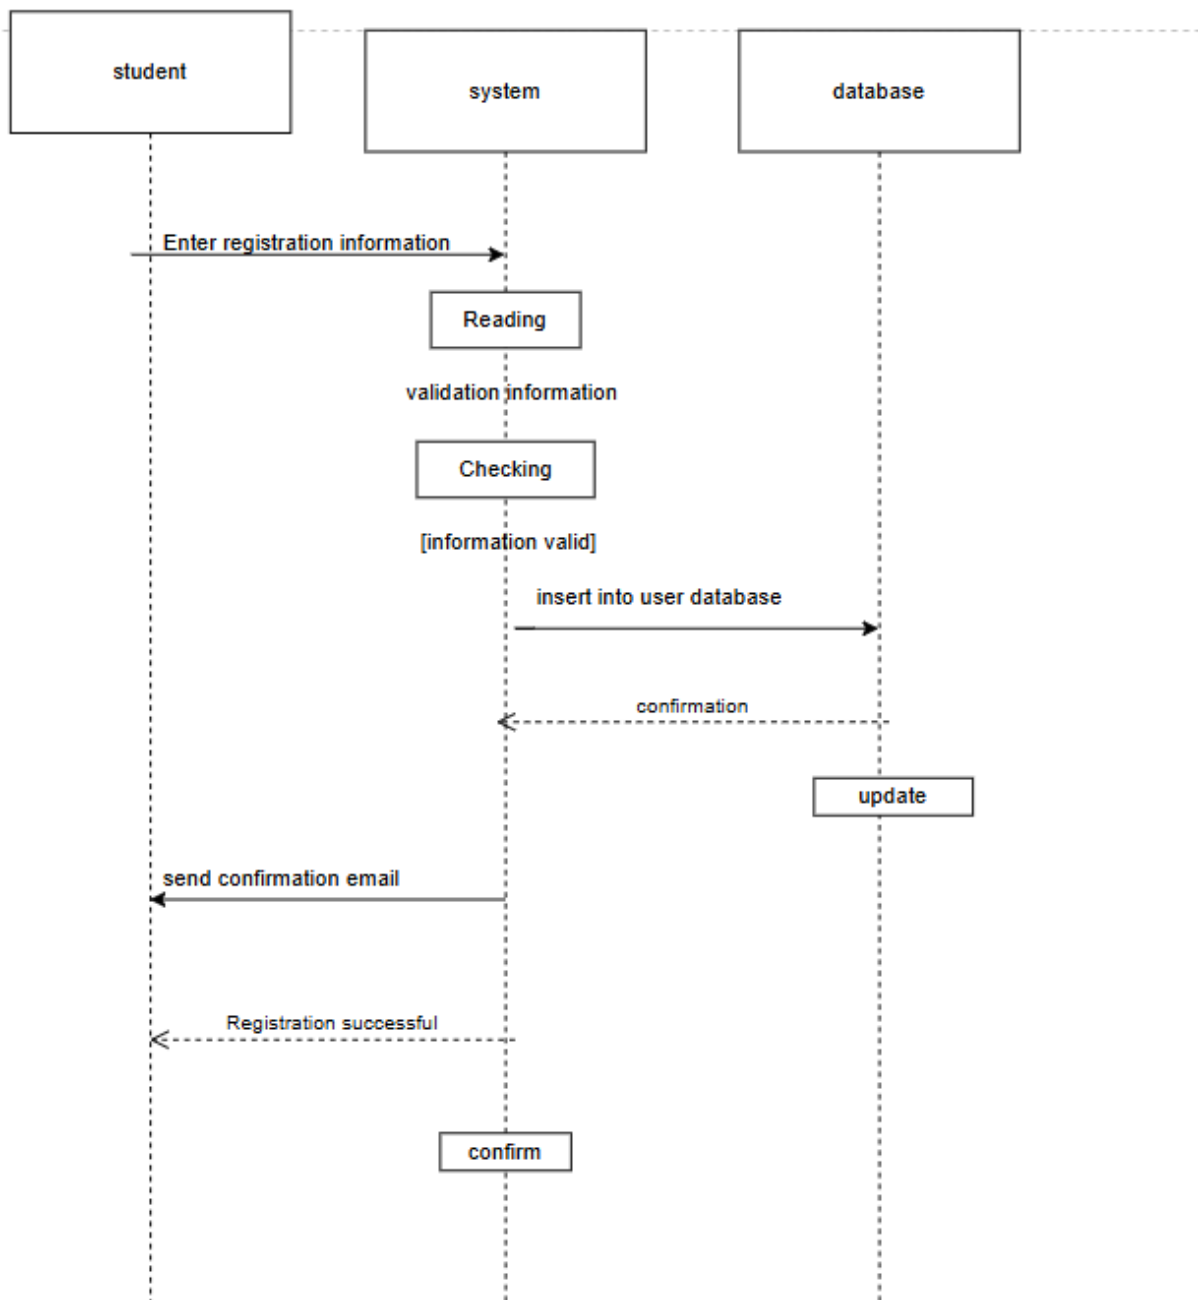 student
system
database
Enter registration information
Reading
validation information
Checking
[information valid]
insert into user database
confirmation
update
send confirmation email
Registration successful
confirm